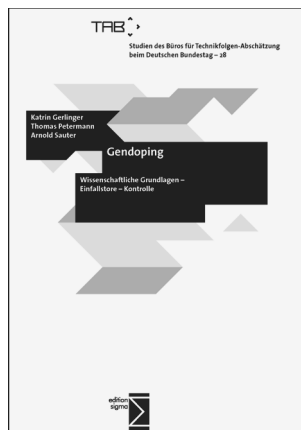 TAB
Studien des Büros für Technikfolgen-Abschätzung
beim Deutschen Bundestag – 28
Katrin Gerlinger
Thomas Petermann
Arnold Sauter
Gendoping
Wissenschaftliche Grundlagen –
Einfallstore – Kontrolle
edition
sigma